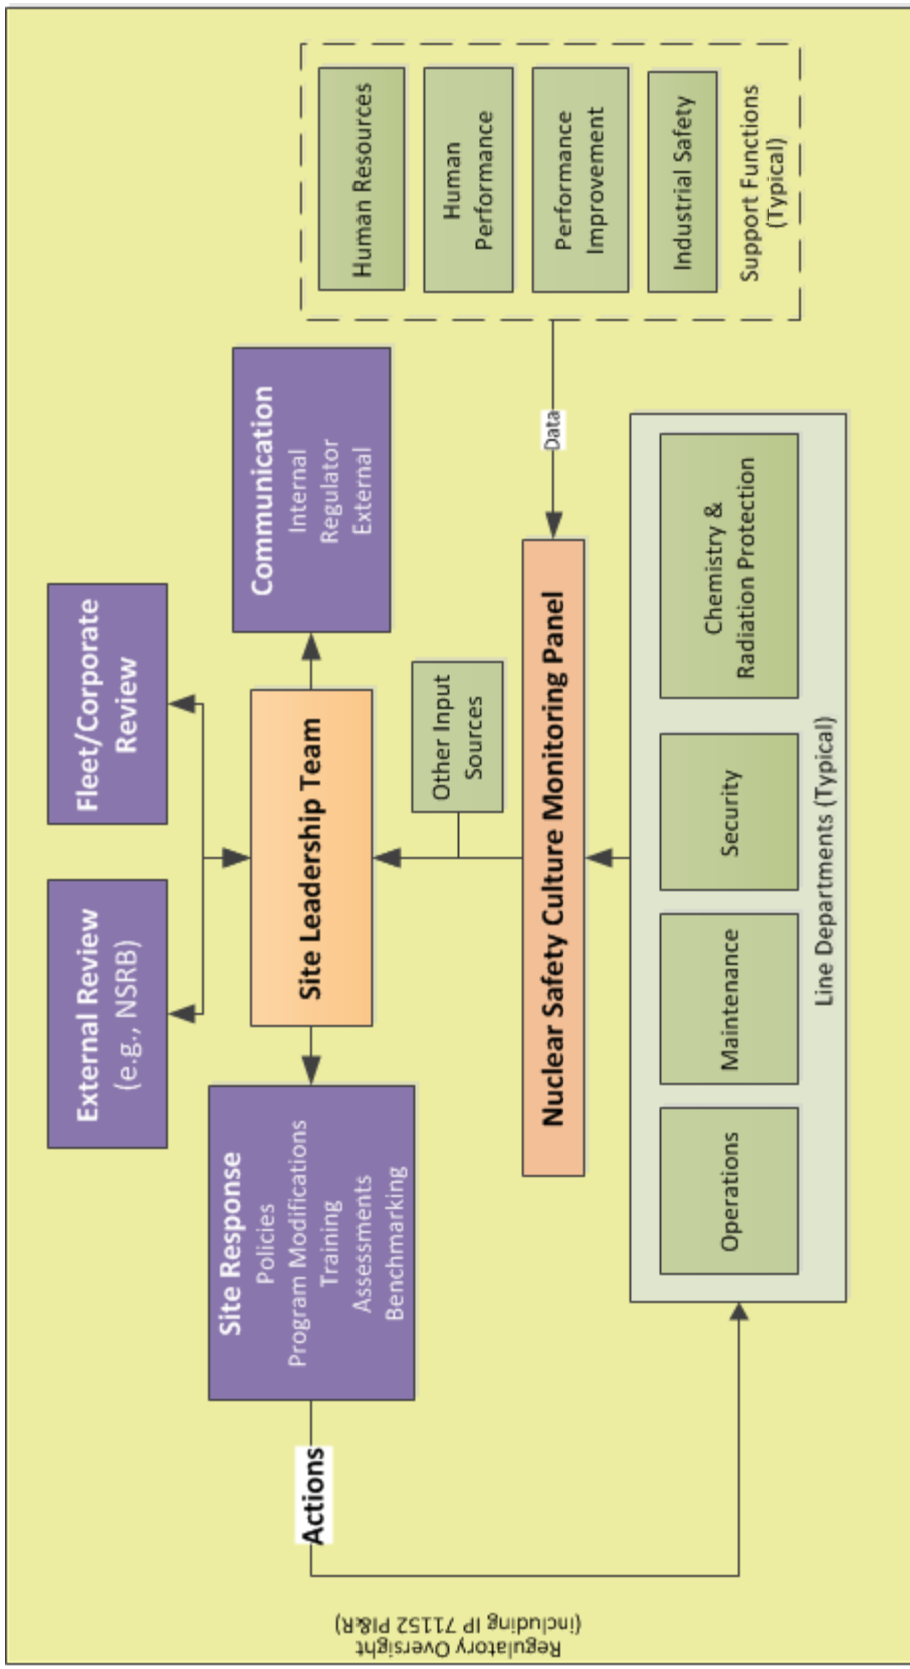 External Review
(e.g., NSRB)
Fleet/Corporate
Review
Site Response
Policies
Program Modifications
Training
Assessments
Benchmarking
Site Leadership Team
Communication
Internal
Regulator
External
Human Resources
Human
Performance
Performance
Improvement
Industrial Safety
Support Functions
(Typical)
Actions
Other Input
Sources
Data
Nuclear Safety Culture Monitoring Panel
Operations
Maintenance
Security
Chemistry &
Radiation Protection
Line Departments (Typical)
Regulatory Oversight
(including IP 71152 PI&R)